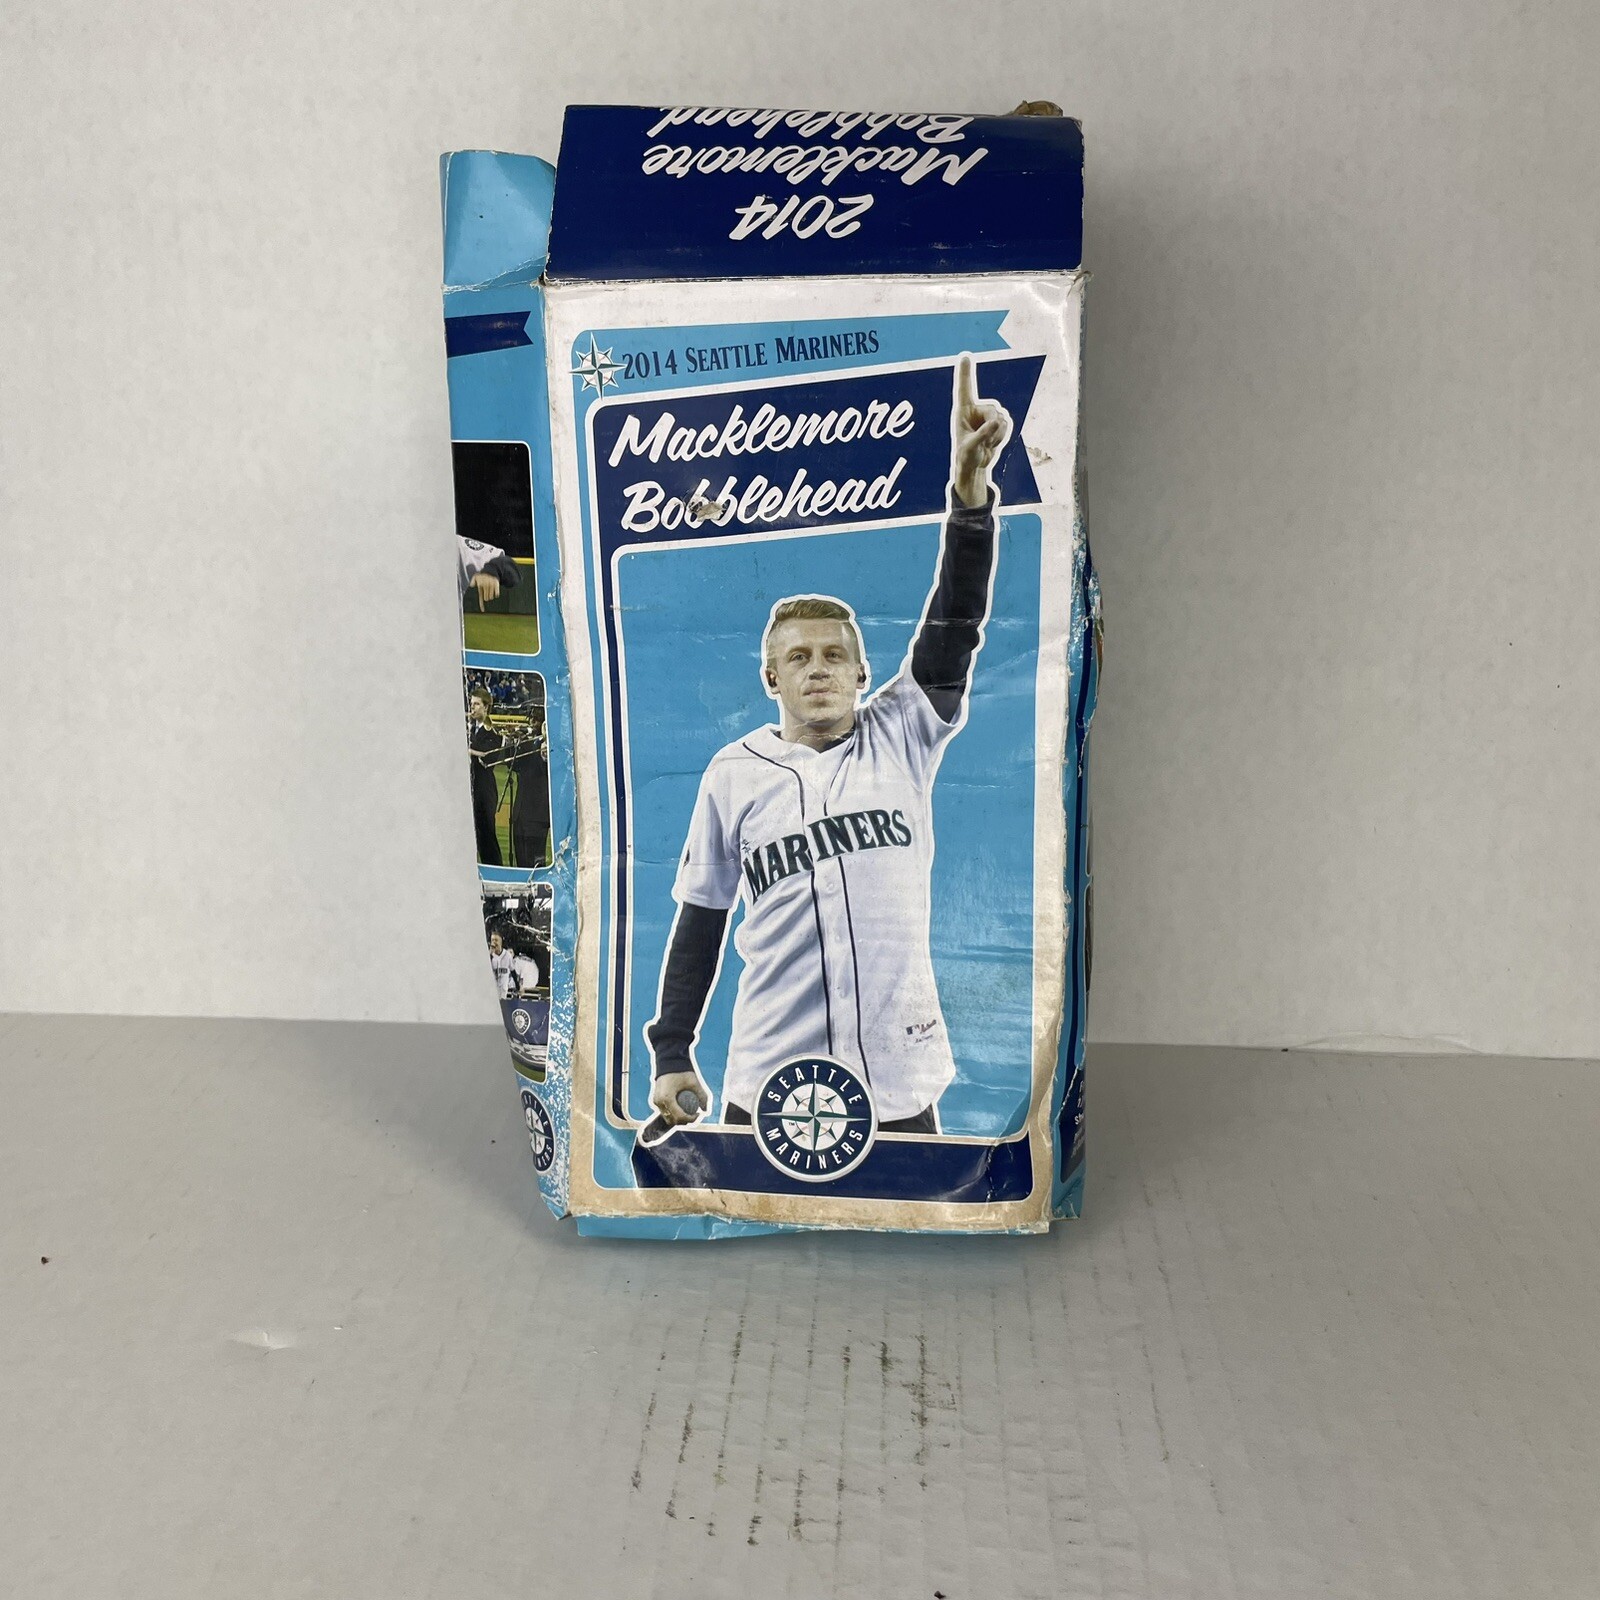 2014
Macklemore
Bobblehead
2014 SEATTLE MARINERS
Macklemore
Bobblehead
MARINERS
SEATTLE
MARINERS